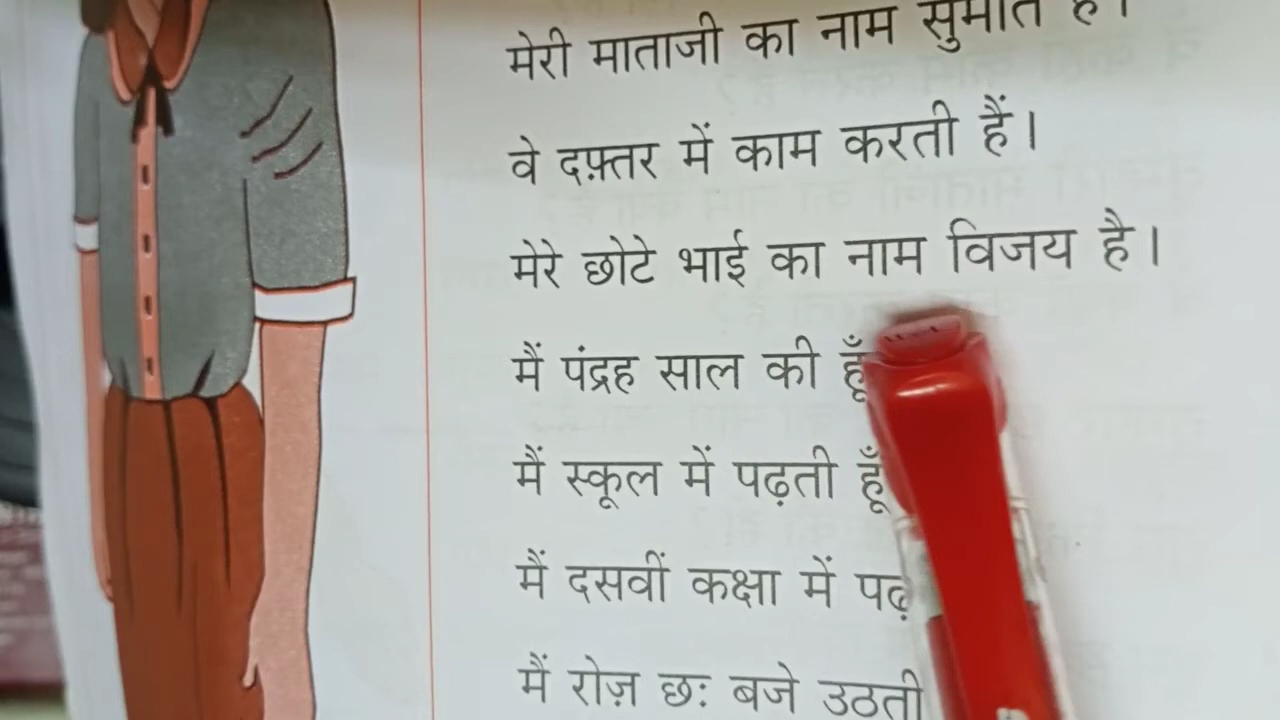 मेरी माताजी का नाम सुमति है।
वे दफ़्तर में काम करती हैं।
मेरे छोटे भाई का नाम विजय है।
मैं पंद्रह साल की हूँ
मैं स्कूल में पढ़ती हूँ
मैं दसवीं कक्षा में पढ़
मैं रोज़ छः बजे उठती